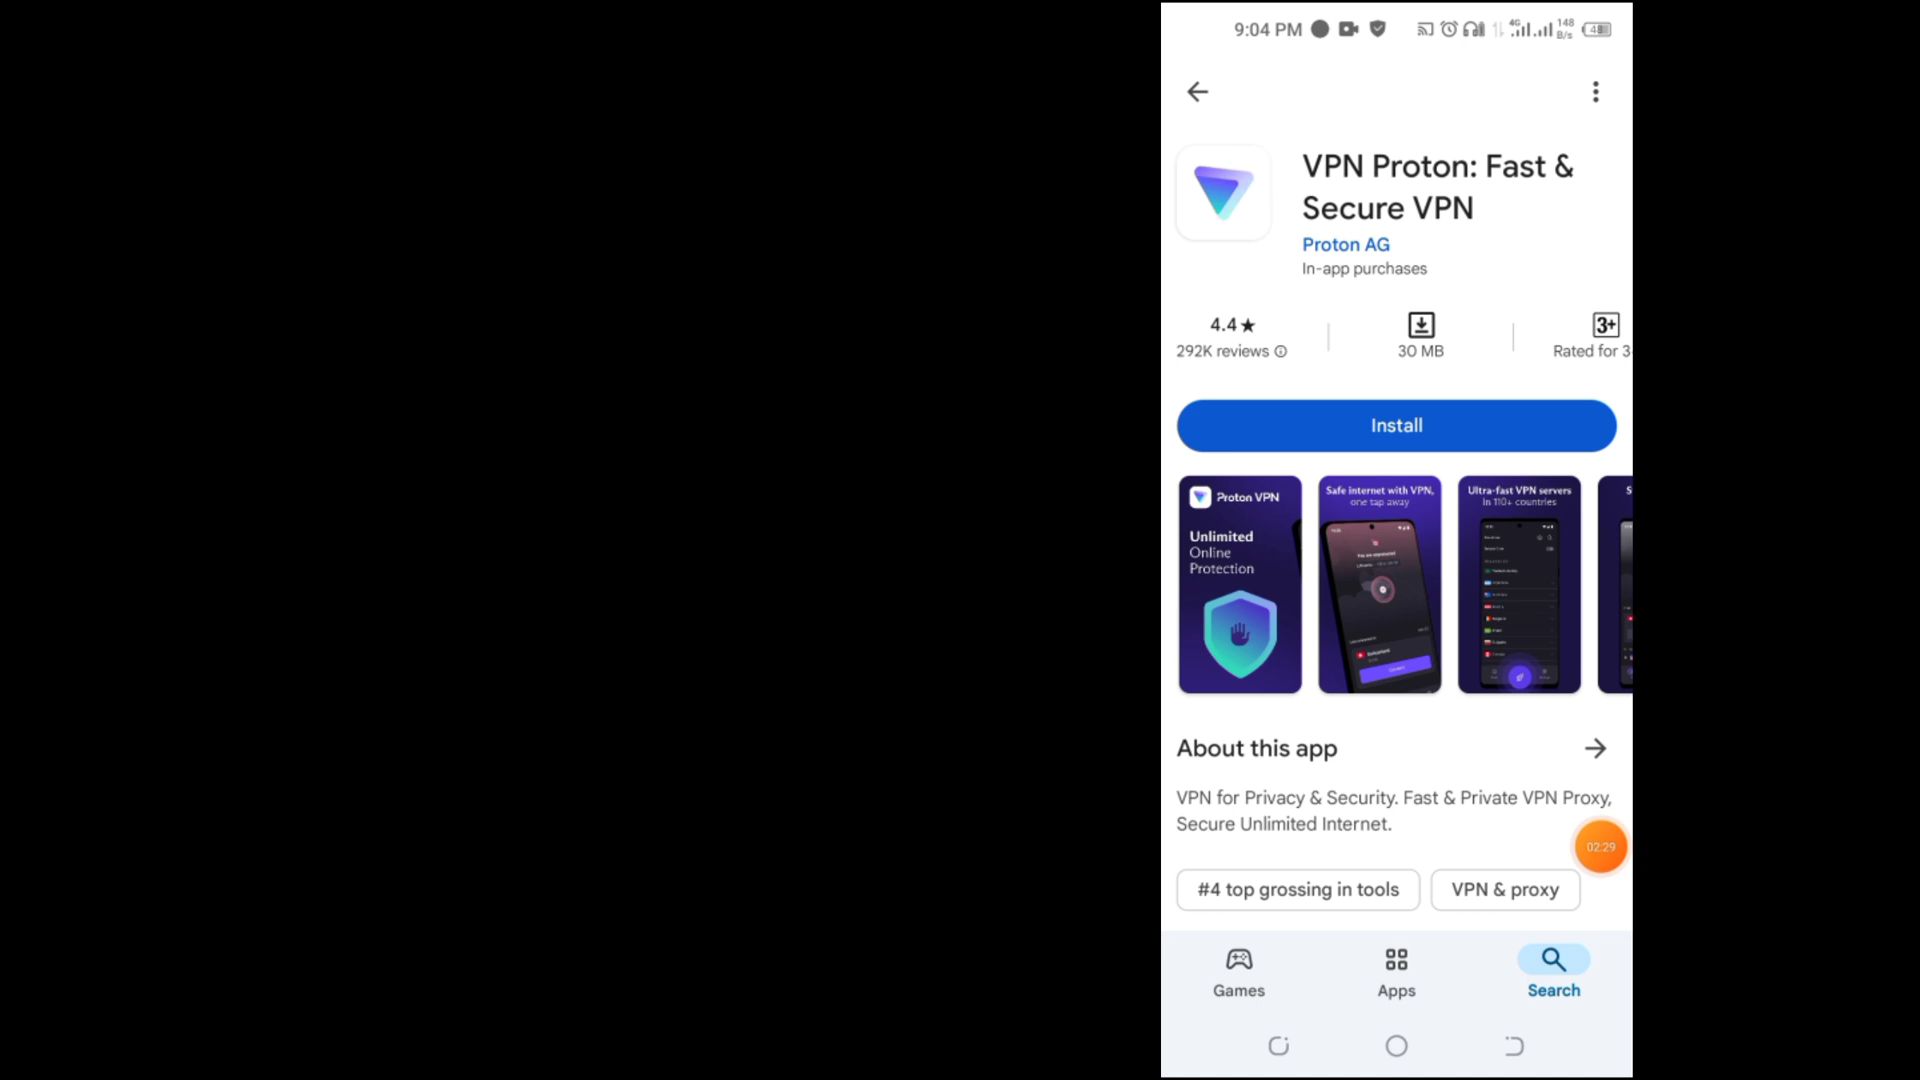 9:04 PM
4G
148
B/s
48
VPN Proton: Fast &
Secure VPN
Proton AG
In-app purchases
4.4★
292K reviews
30 MB
3+
Rated for 3
Install
Proton VPN
Unlimited
Online
Protection
Safe internet with VPN,
one tap away
Ultra-fast VPN servers
in 110+ countries
S
About this app
VPN for Privacy & Security. Fast & Private VPN Proxy,
Secure Unlimited Internet.
02:29
#4 top grossing in tools
VPN & proxy
Games
Apps
Search